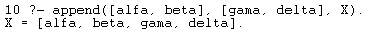 10 ?- append([alfa, beta], [gama, delta], X).
X = [alfa, beta, gama, delta].